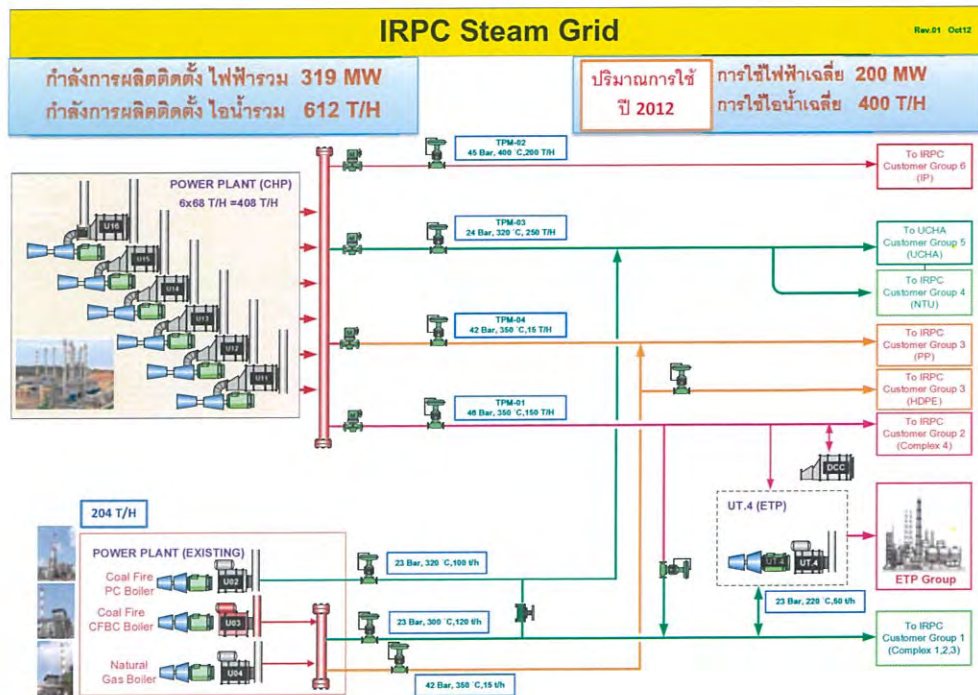 IRPC Steam Grid
Rev.01 Oct12
กำลังการผลิตติดตั้ง ไฟฟ้ารวม 319 MW
กำลังการผลิตติดตั้ง ไอน้ำรวม 612 T/H
ปริมาณการใช้
ปี 2012
การใช้ไฟฟ้าเฉลี่ย 200 MW
การใช้ไอน้ำเฉลี่ย 400 T/H
POWER PLANT (CHP)
6x68 T/H =408 T/H
U16
U15
U14
U13
U12
U11
TPM-02
45 Bar, 400 °C,200 T/H
To IRPC
Customer Group 6
(IP)
TPM-03
24 Bar, 320 °C, 250 T/H
To UCHA
Customer Group 5
(UCHA)
To IRPC
Customer Group 4
(NTU)
TPM-04
42 Bar, 350 °C,15 T/H
To IRPC
Customer Group 3
(PP)
To IRPC
Customer Group 3
(HDPE)
TPM-01
46 Bar, 350 °C,150 T/H
To IRPC
Customer Group 2
(Complex 4)
DCC
UT.4 (ETP)
UT.4
UT.4
ETP Group
204 T/H
POWER PLANT (EXISTING)
Coal Fire
PC Boiler
U02
Coal Fire
CFBC Boiler
U03
Natural
Gas Boiler
U04
23 Bar, 320 °C,100 t/h
23 Bar, 300 °C,120 t/h
42 Bar, 350 °C,15 t/h
23 Bar, 220 °C,50 t/h
To IRPC
Customer Group 1
(Complex 1,2,3)